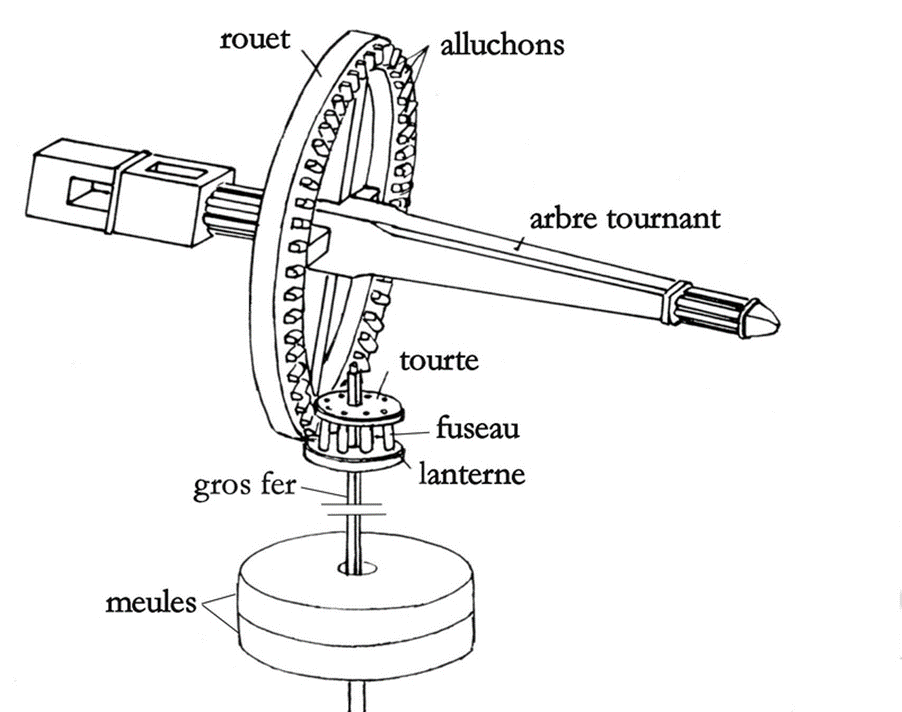 rouet
alluchons
arbre tournant
tourte
fuseau
lanterne
gros fer
meules